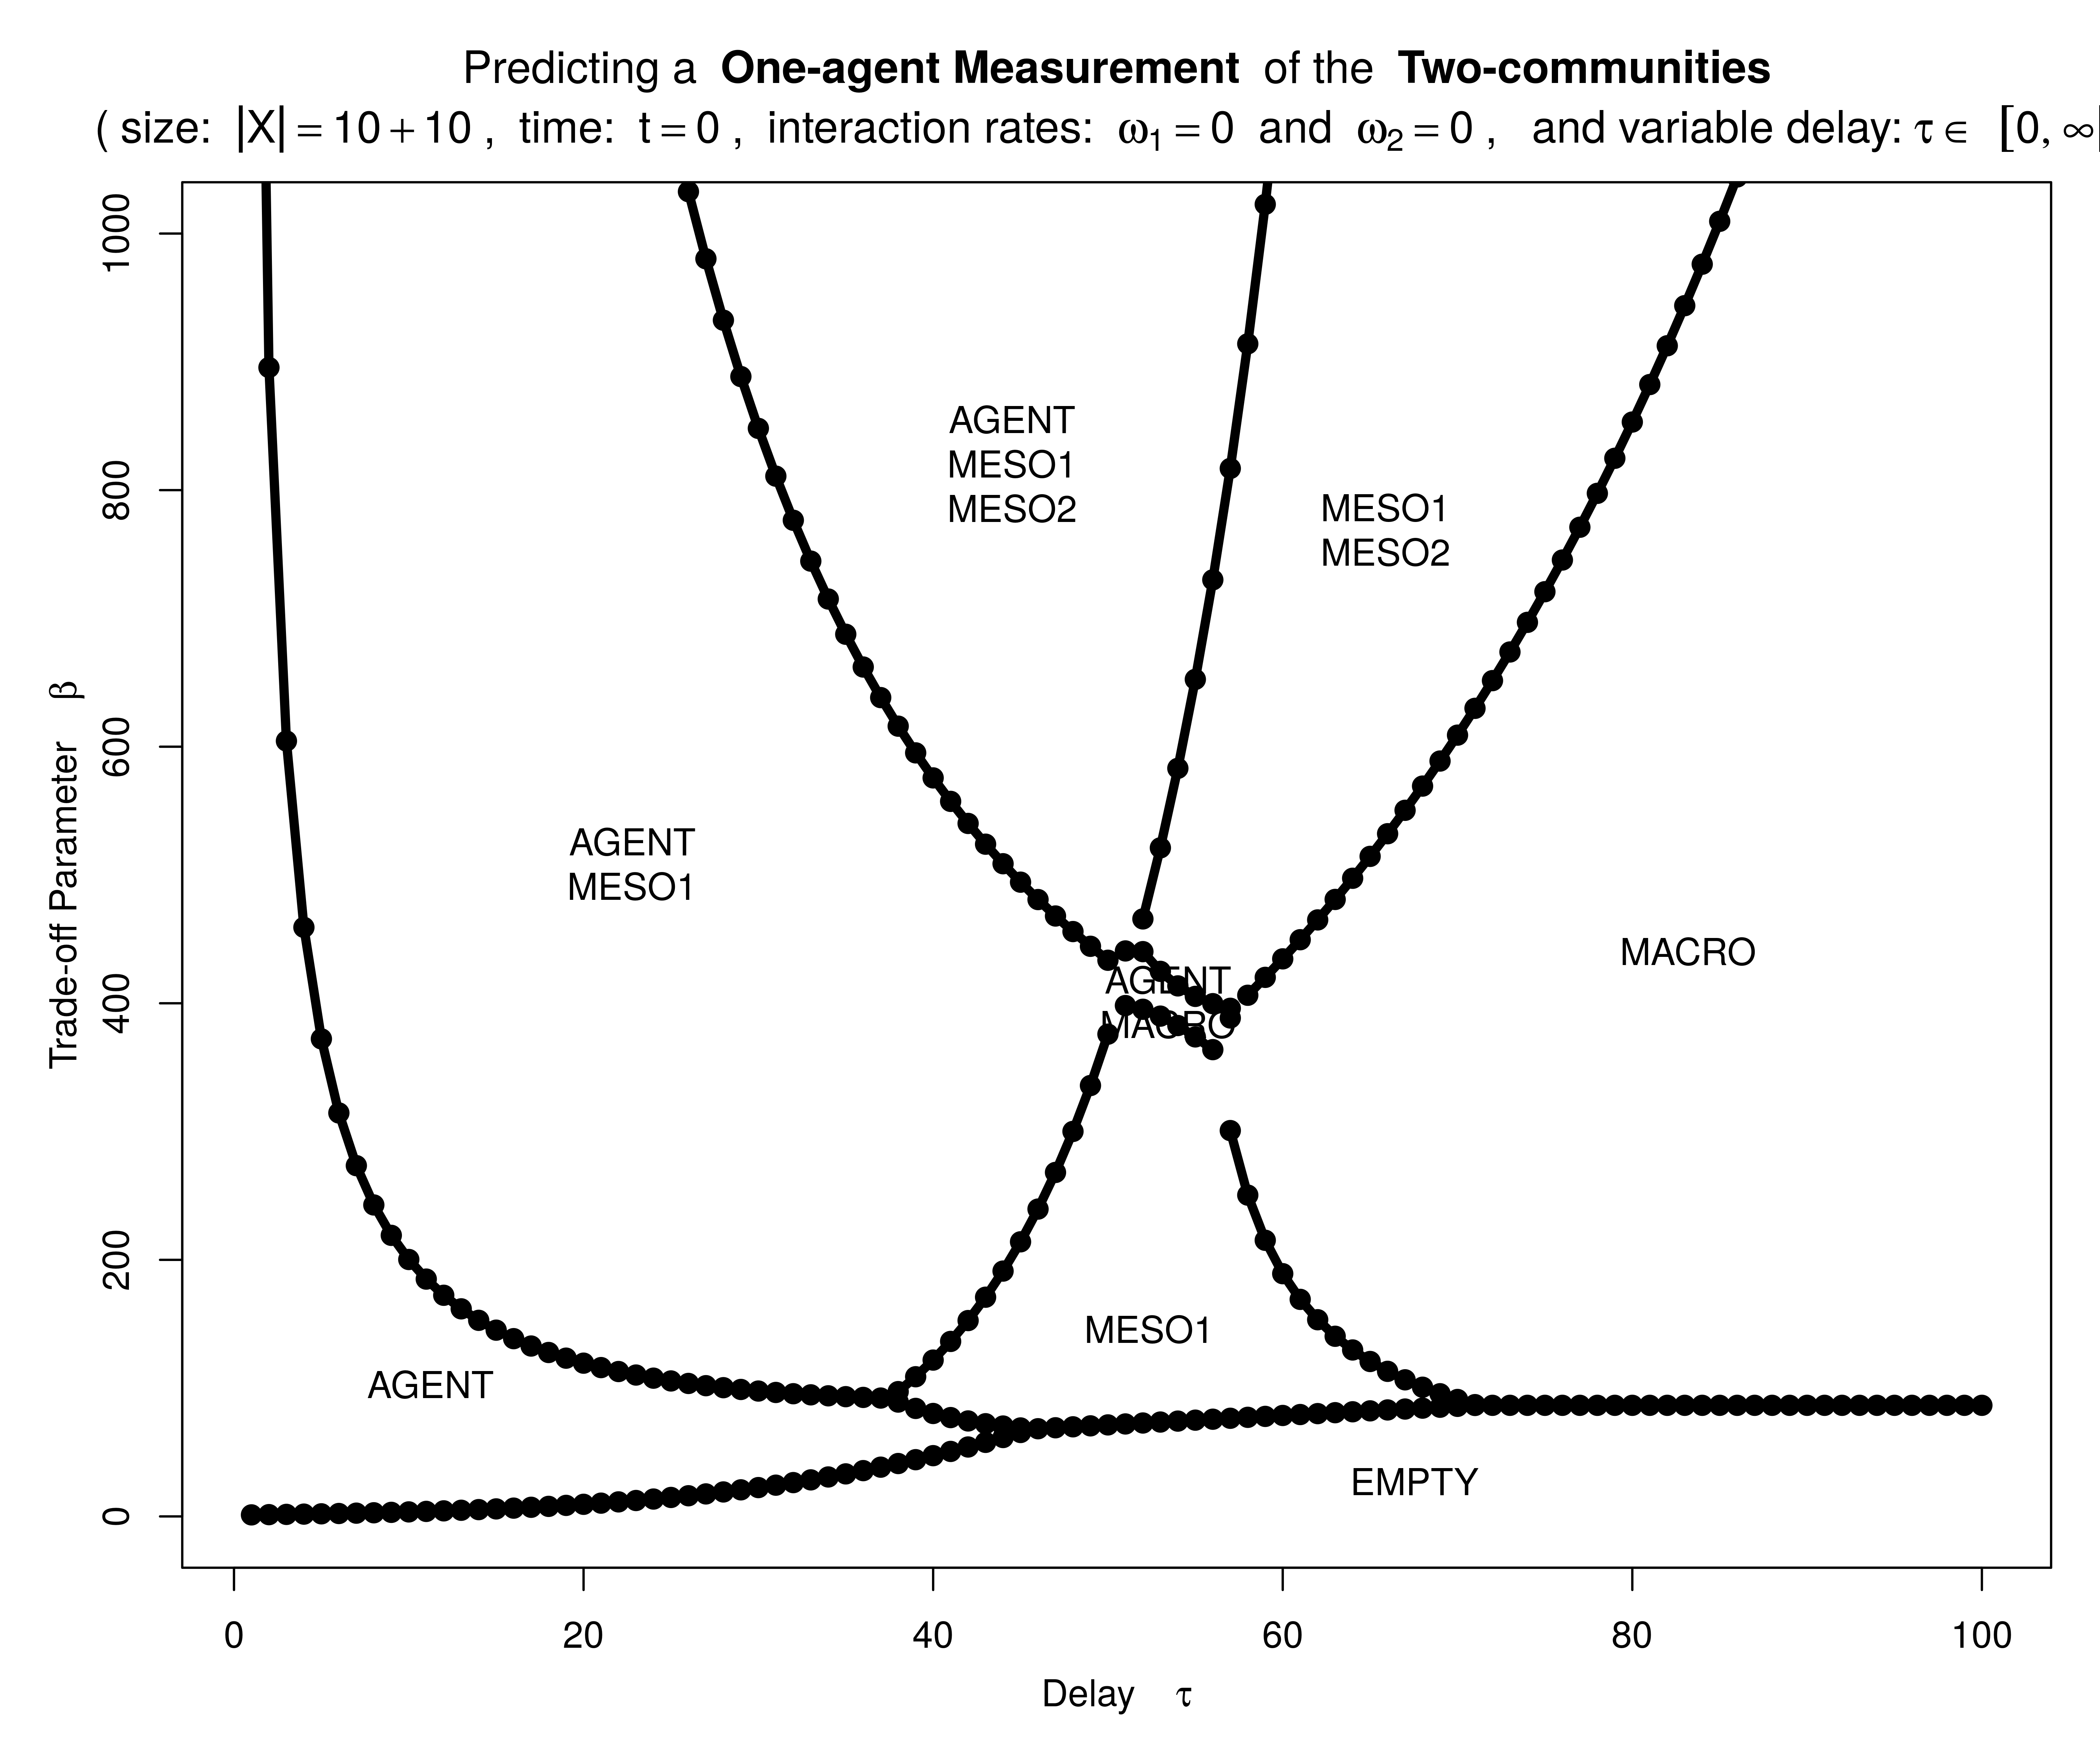 Predicting a One-agent Measurement of the Two-communities
( size: |X| = 10 + 10 , time: t = 0 , interaction rates: ω1 = 0 and ω2 = 0 , and variable delay: τ ∈ [0, ∞[
1000
800
600
400
200
0
Trade-off Parameter β
AGENT
MESO1
MESO2
MESO1
MESO2
AGENT
MESO1
MACRO
AGENT
MACRO
MESO1
AGENT
EMPTY
0 20 40 60 80 100
Delay τ